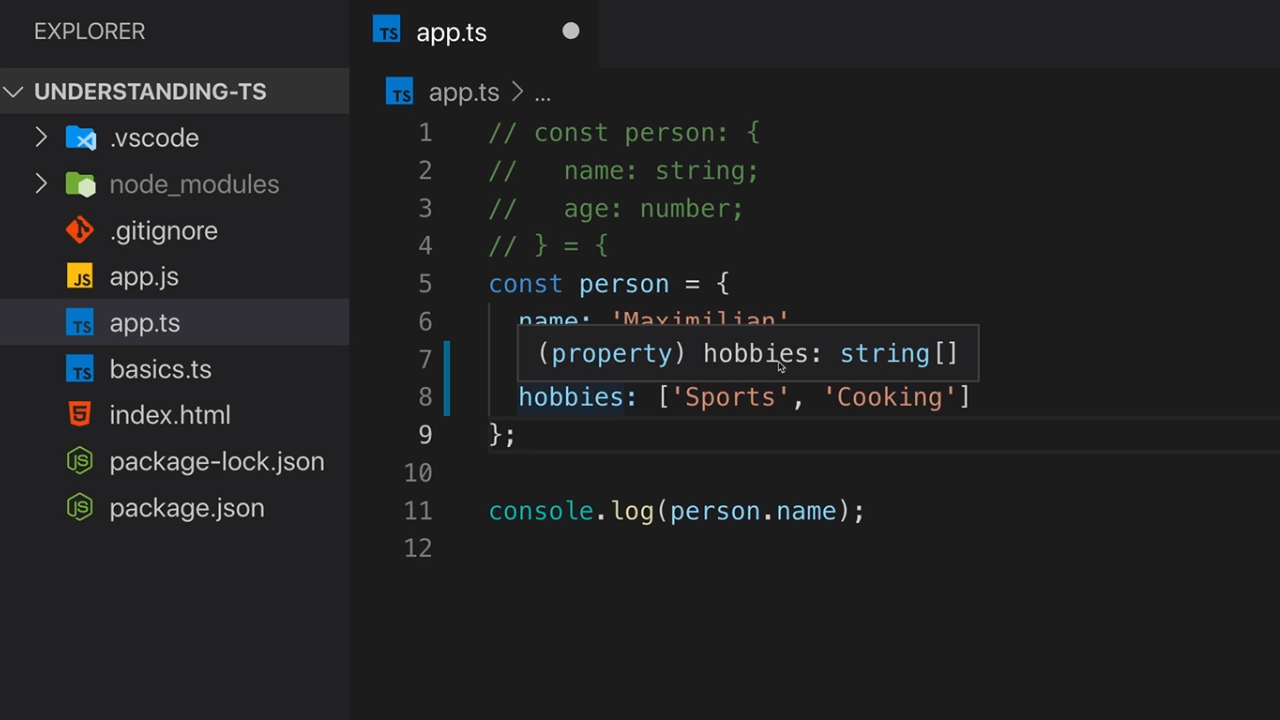 EXPLORER
UNDERSTANDING-TS
.vscode
node_modules
.gitignore
JS app.js
TS app.ts
TS basics.ts
index.html
package-lock.json
package.json
TS app.ts
TS app.ts > ...
1 // const person: {
2 //   name: string;
3 //   age: number;
4 // } = {
5 const person = {
6   name: 'Maximilian',
(property) hobbies: string[]
7
8   hobbies: ['Sports', 'Cooking']
9 };
10
11 console.log(person.name);
12